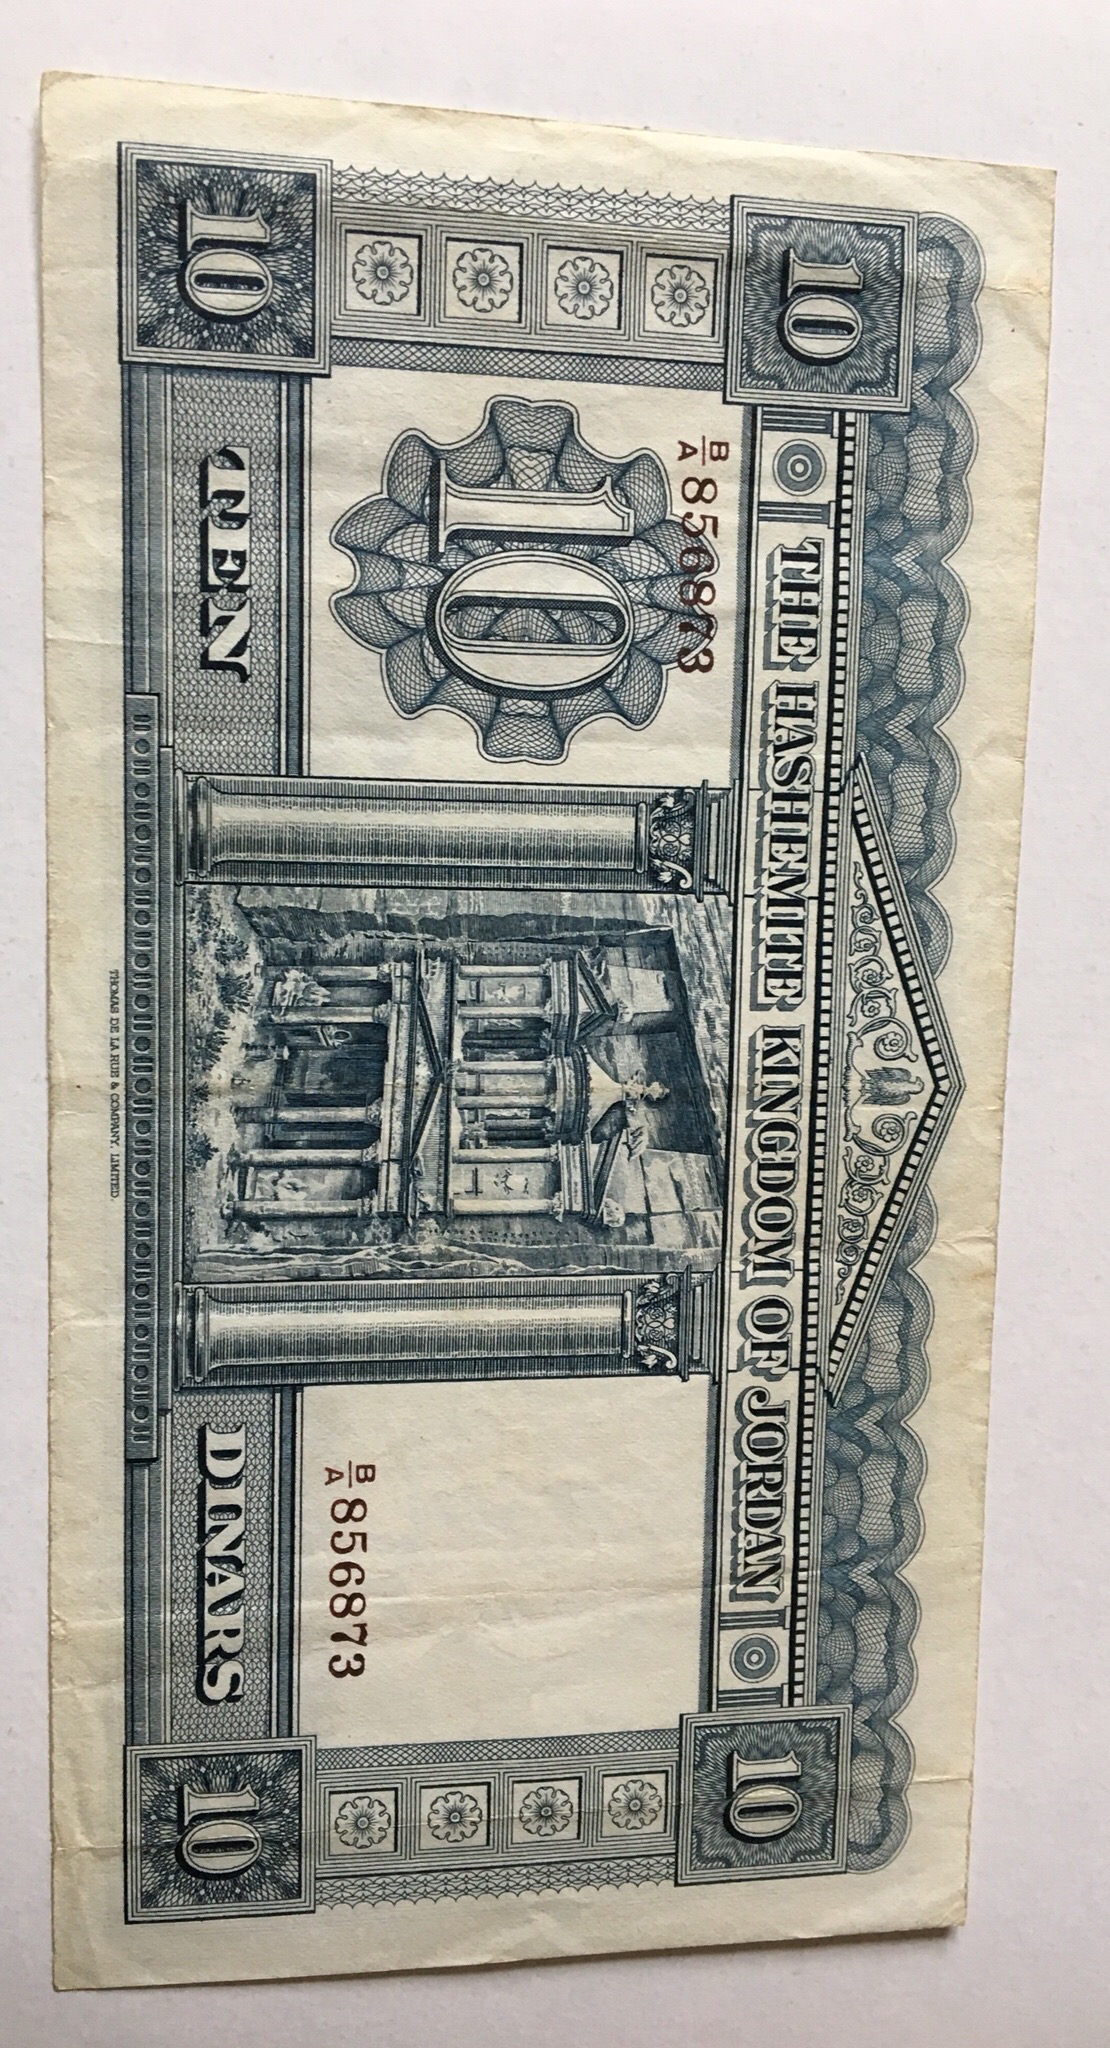 10 10
THE HASHEMITE KINGDOM OF JORDAN
B/A 856873
10
B/A 856873
10 TEN DINARS 10
THOMAS DE LA RUE & COMPANY, LIMITED